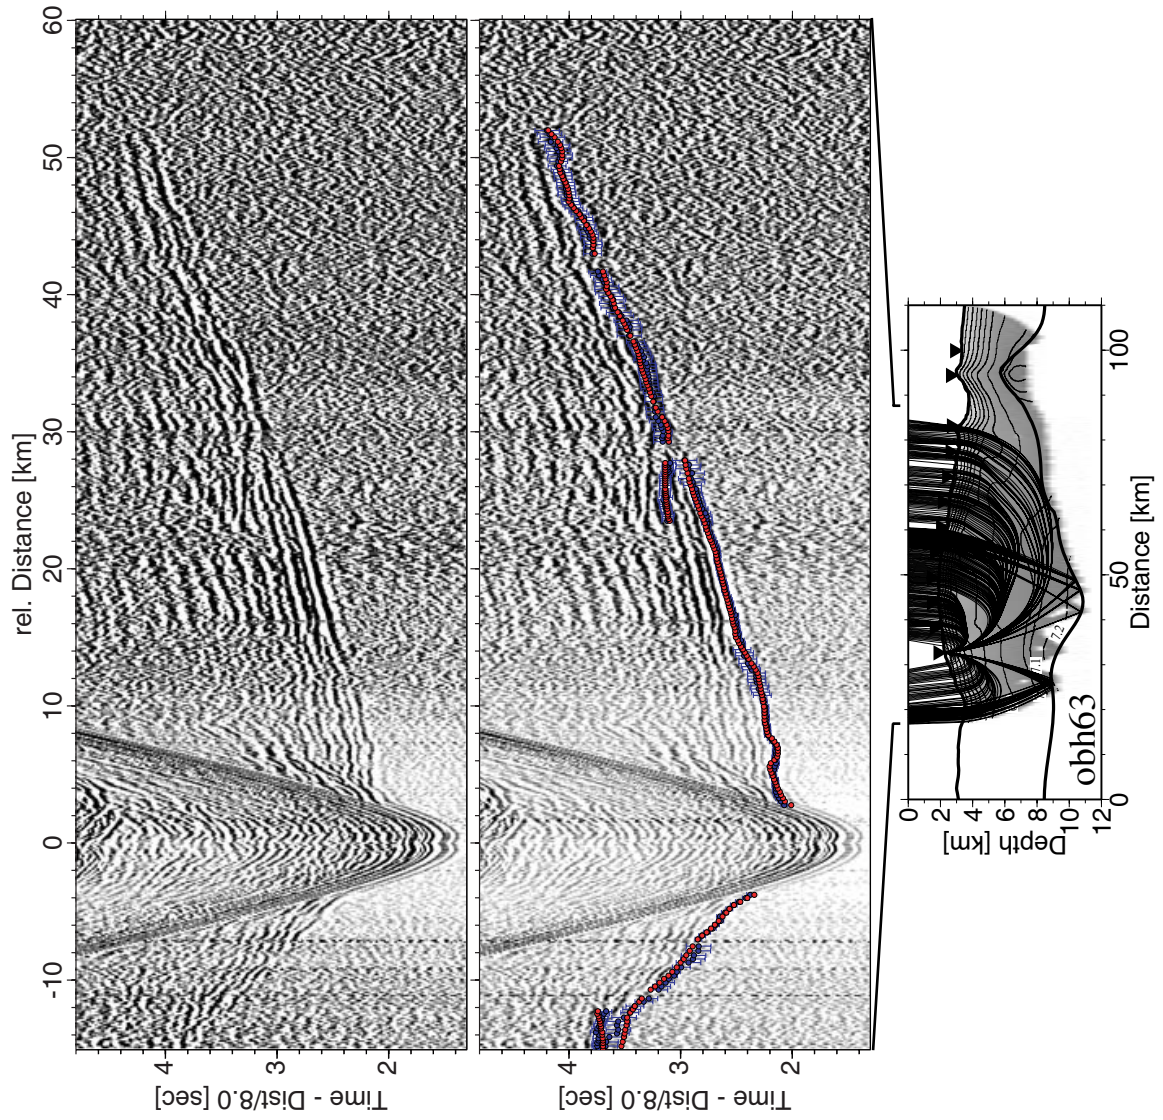 rel. Distance [km]
-10 0 10 20 30 40 50 60
Time - Dist/8.0 [sec]
4 3 2
Time - Dist/8.0 [sec]
4 3 2
Depth [km]
0 2 4 6 8 10 12
7.2
obh63
0 50 100
Distance [km]